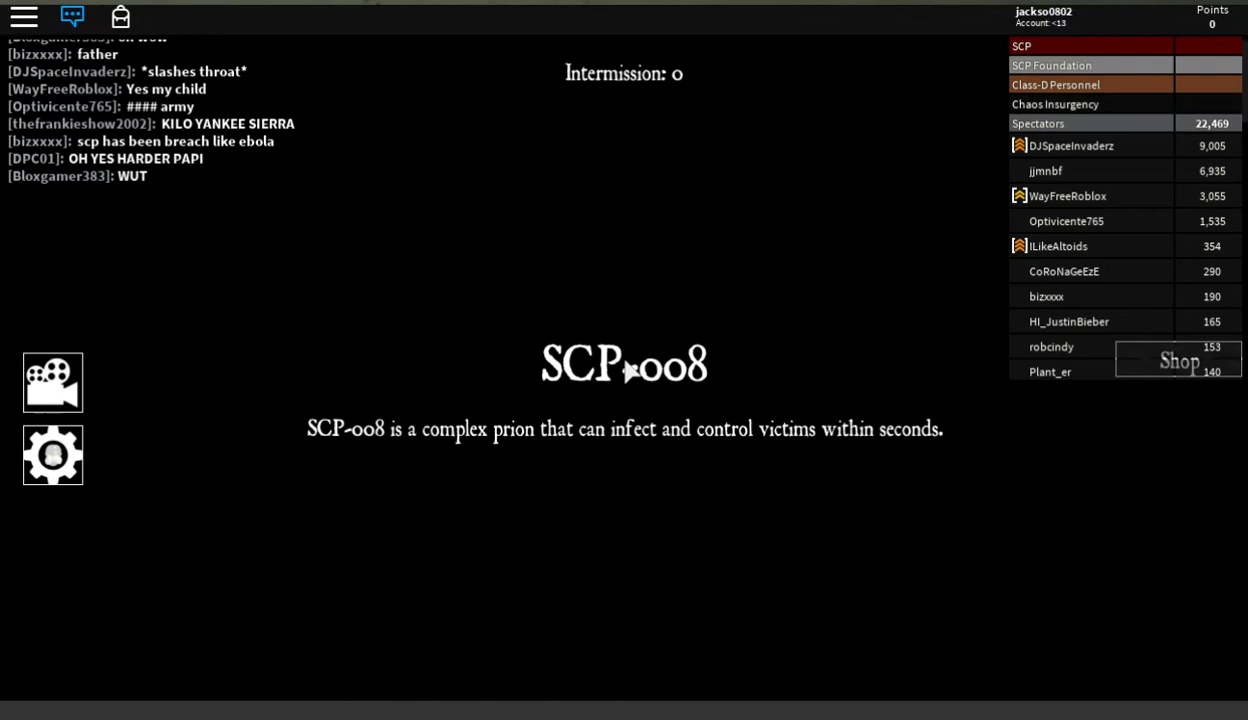 jackso0802
Account: <13
Points
0
[bizxxxx]: father
[DJSpaceInvaderz]: *slashes throat*
[WayFreeRoblox]: Yes my child
[Optivicente765]: #### army
[thefrankieshow2002]: KILO YANKEE SIERRA
[bizxxxx]: scp has been breach like ebola
[DPC01]: OH YES HARDER PAPI
[Bloxgamer383]: WUT
Intermission: 0
SCP
SCP Foundation
Class-D Personnel
Chaos Insurgency
Spectators 22,469
DJSpaceInvaderz 9,005
jjmnbf 6,935
WayFreeRoblox 3,055
Optivicente765 1,535
ILikeAltoids 354
CoRoNaGeEzE 290
bizxxxx 190
HI_JustinBieber 165
robcindy 153
Plant_er 140
Shop
SCP-008
SCP-008 is a complex prion that can infect and control victims within seconds.